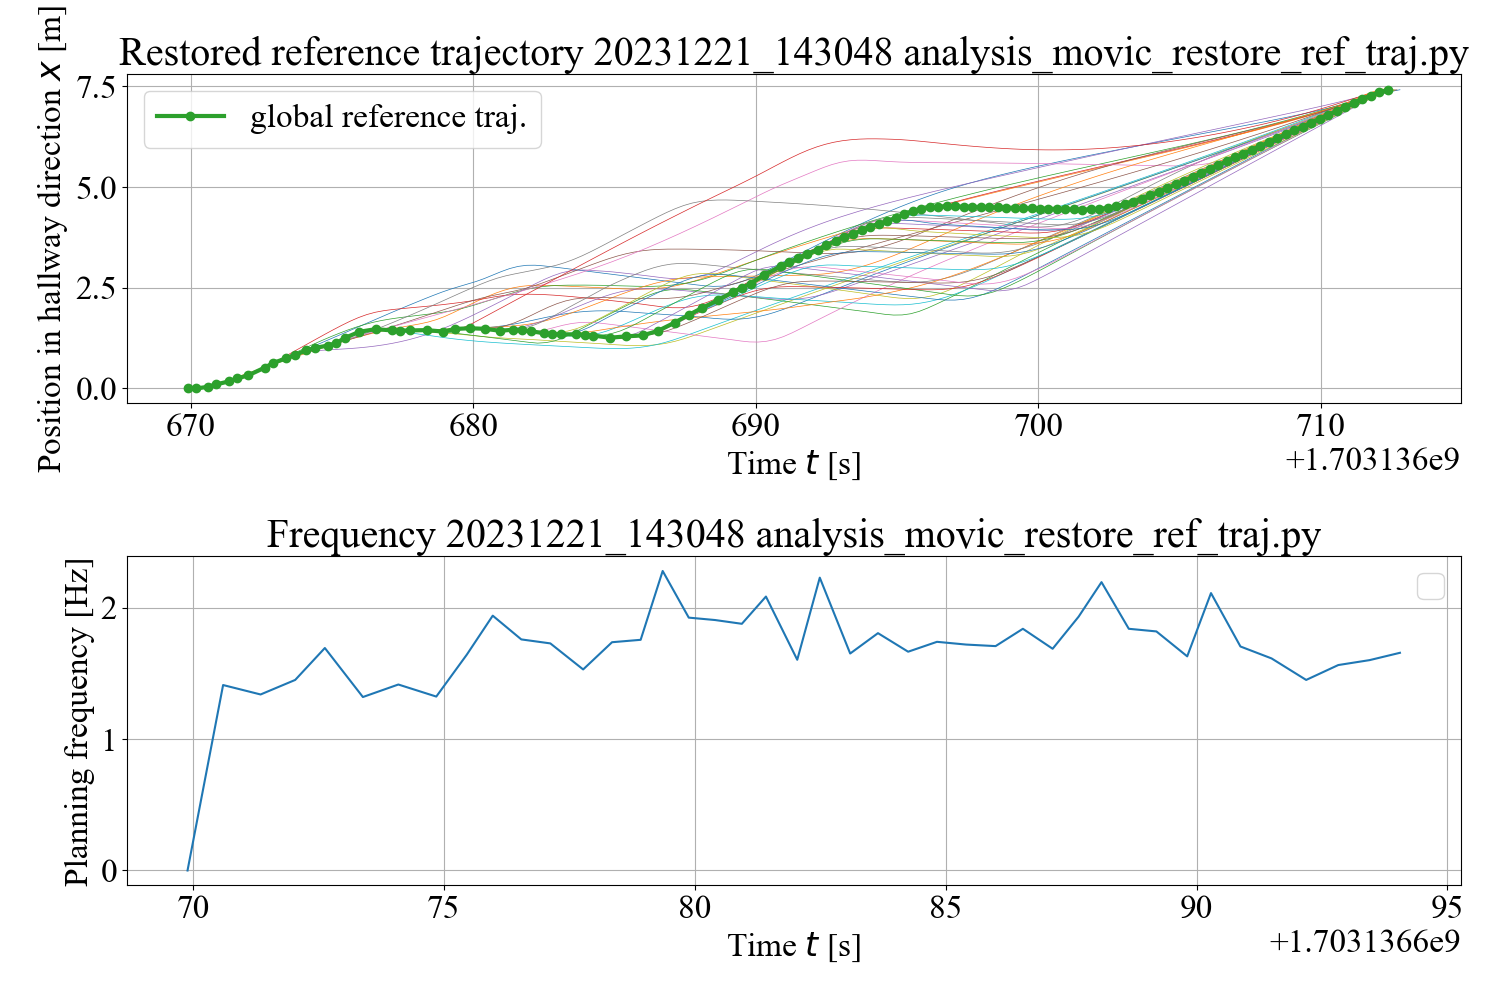 Restored reference trajectory 20231221_143048 analysis_movic_restore_ref_traj.py
Position in hallway direction x [m]
7.5
5.0
2.5
0.0
global reference traj.
670 680 690 700 710
Time t [s]
+1.703136e9
Frequency 20231221_143048 analysis_movic_restore_ref_traj.py
Planning frequency [Hz]
2
1
0
70 75 80 85 90 95
Time t [s]
+1.7031366e9